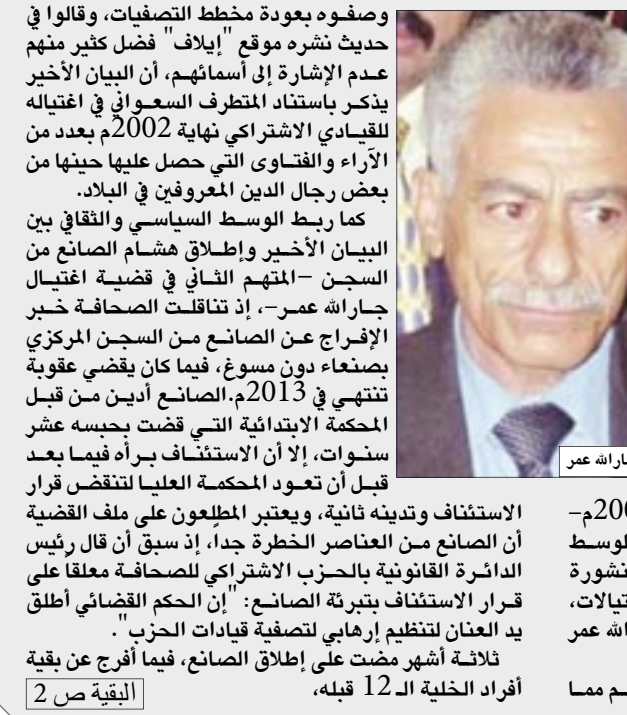 وصفوه بعودة مخطط التصفيات، وقالوا في
حديث نشره موقع "إيلاف" فضل كثير منهم
عدم الإشارة إلى أسمائهم، أن البيان الأخير
يذكر باستناد المتطرف السعواني في اغتياله
للقيادي الاشتراكي نهاية 2002م بعدد من
الآراء والفتاوى التي حصل عليها حينها من
بعض رجال الدين المعروفين في البلاد.
كما ربط الوسط السياسي والثقافي بين
البيان الأخير وإطلاق هشام الصانع من
السجن –المتهم الثاني في قضية اغتيال
جارالله عمر–، إذ تناقلت الصحافة خبر
الإفراج عن الصانع من السجن المركزي
بصنعاء دون مسوغ، فيما كان يقضي عقوبة
تنتهي في 2013م.الصانع أدين من قبل
المحكمة الابتدائية التي قضت بحبسه عشر
سنوات، إلا أن الاستئناف برأه فيما بعد
قبل أن تعود المحكمة العليا لتنقض قرار
الاستئناف وتدينه ثانية، ويعتبر المطلعون على ملف القضية
أن الصانع من العناصر الخطرة جداً، إذ سبق أن قال رئيس
الدائرة القانونية بالحزب الاشتراكي للصحافة معلقاً على
قرار الاستئناف بتبرئة الصانع: "إن الحكم القضائي أطلق
يد العنان لتنظيم إرهابي لتصفية قيادات الحزب".
ثلاثة أشهر مضت على إطلاق الصانع، فيما أفرج عن بقية
أفراد الخلية الـ 12 قبله،
البقية ص 2
الله عمر
الله عمر
مما